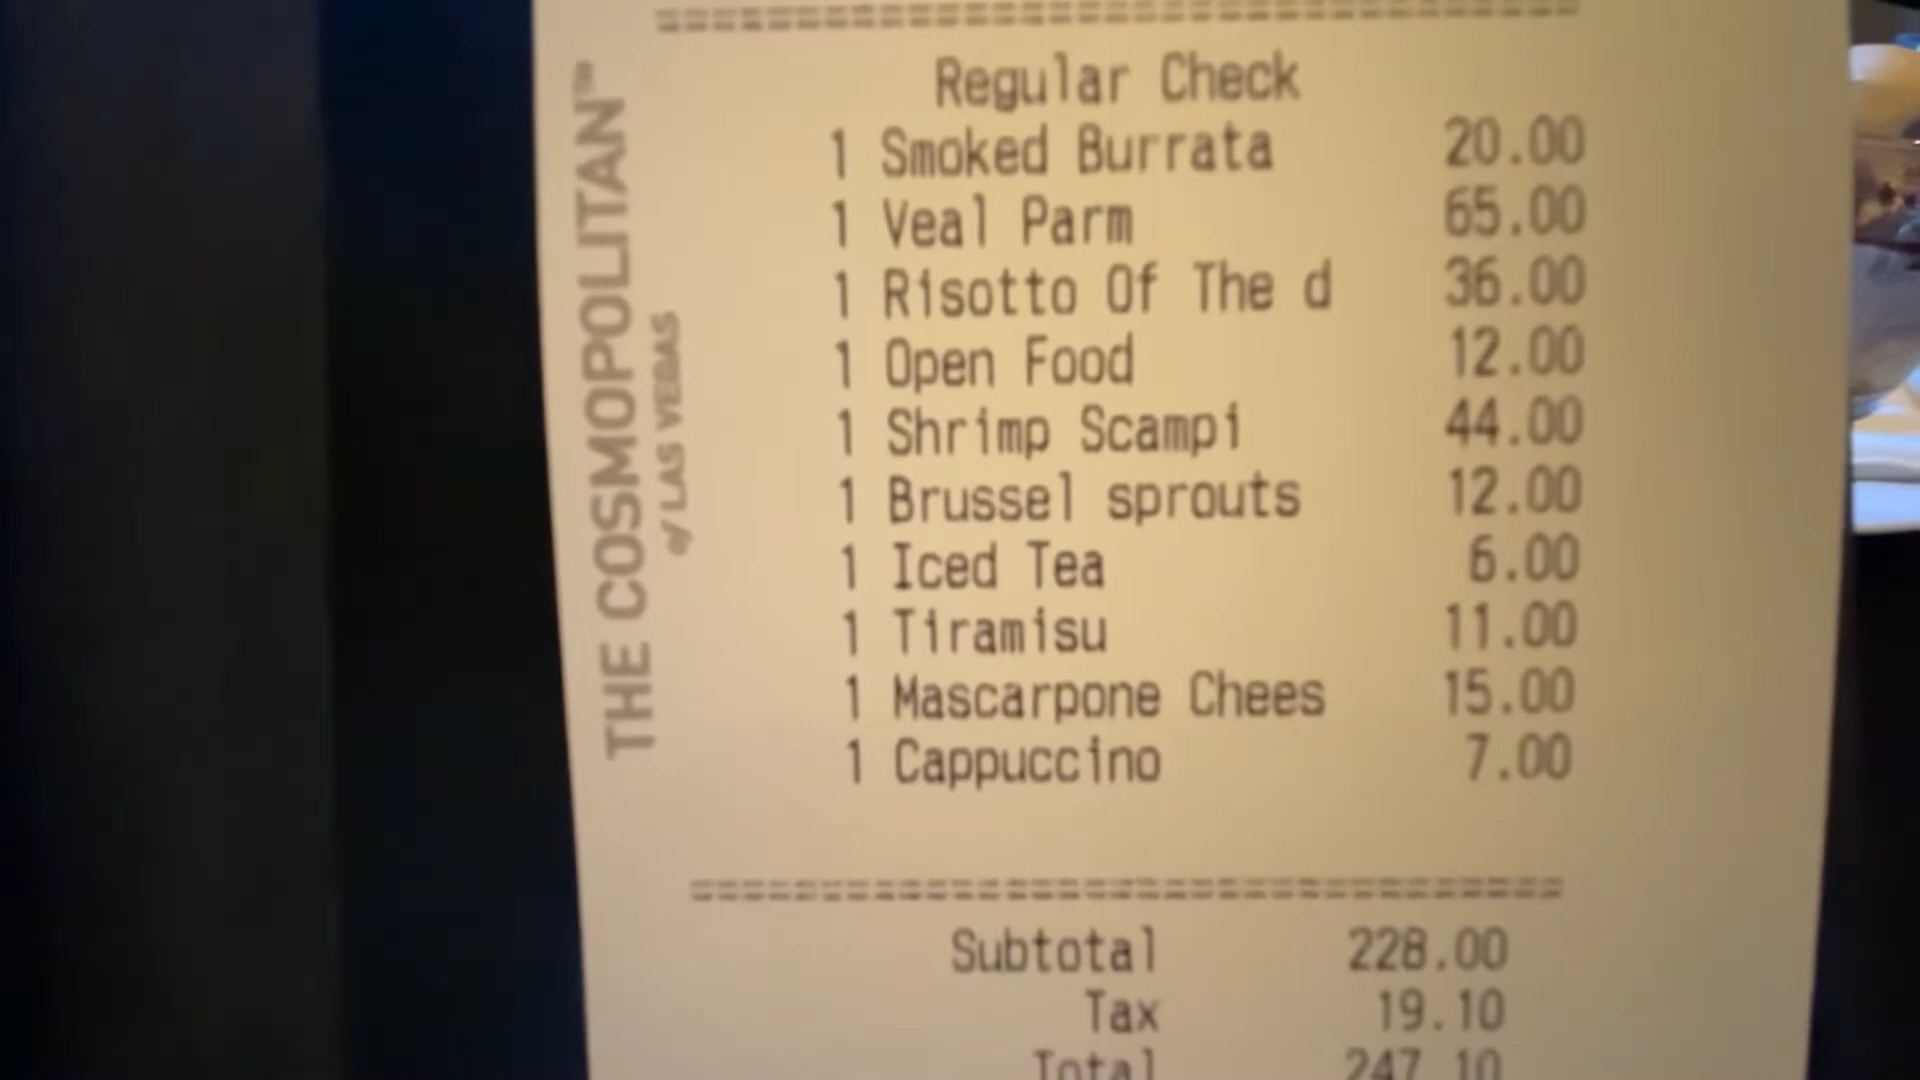 ==================================
Regular Check
1 Smoked Burrata 20.00
1 Veal Parm 65.00
1 Risotto Of The d 36.00
1 Open Food 12.00
1 Shrimp Scampi 44.00
1 Brussel sprouts 12.00
1 Iced Tea 6.00
1 Tiramisu 11.00
1 Mascarpone Chees 15.00
1 Cappuccino 7.00
==================================
Subtotal 228.00
Tax 19.10
Total 247.10
THE COSMOPOLITAN™
of LAS VEGAS